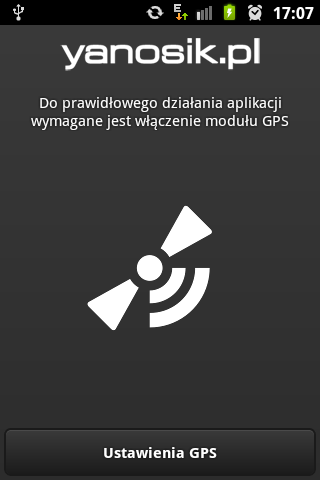 17:07
yanosik.pl
Do prawidłowego działania aplikacji
wymagane jest włączenie modułu GPS
Ustawienia GPS